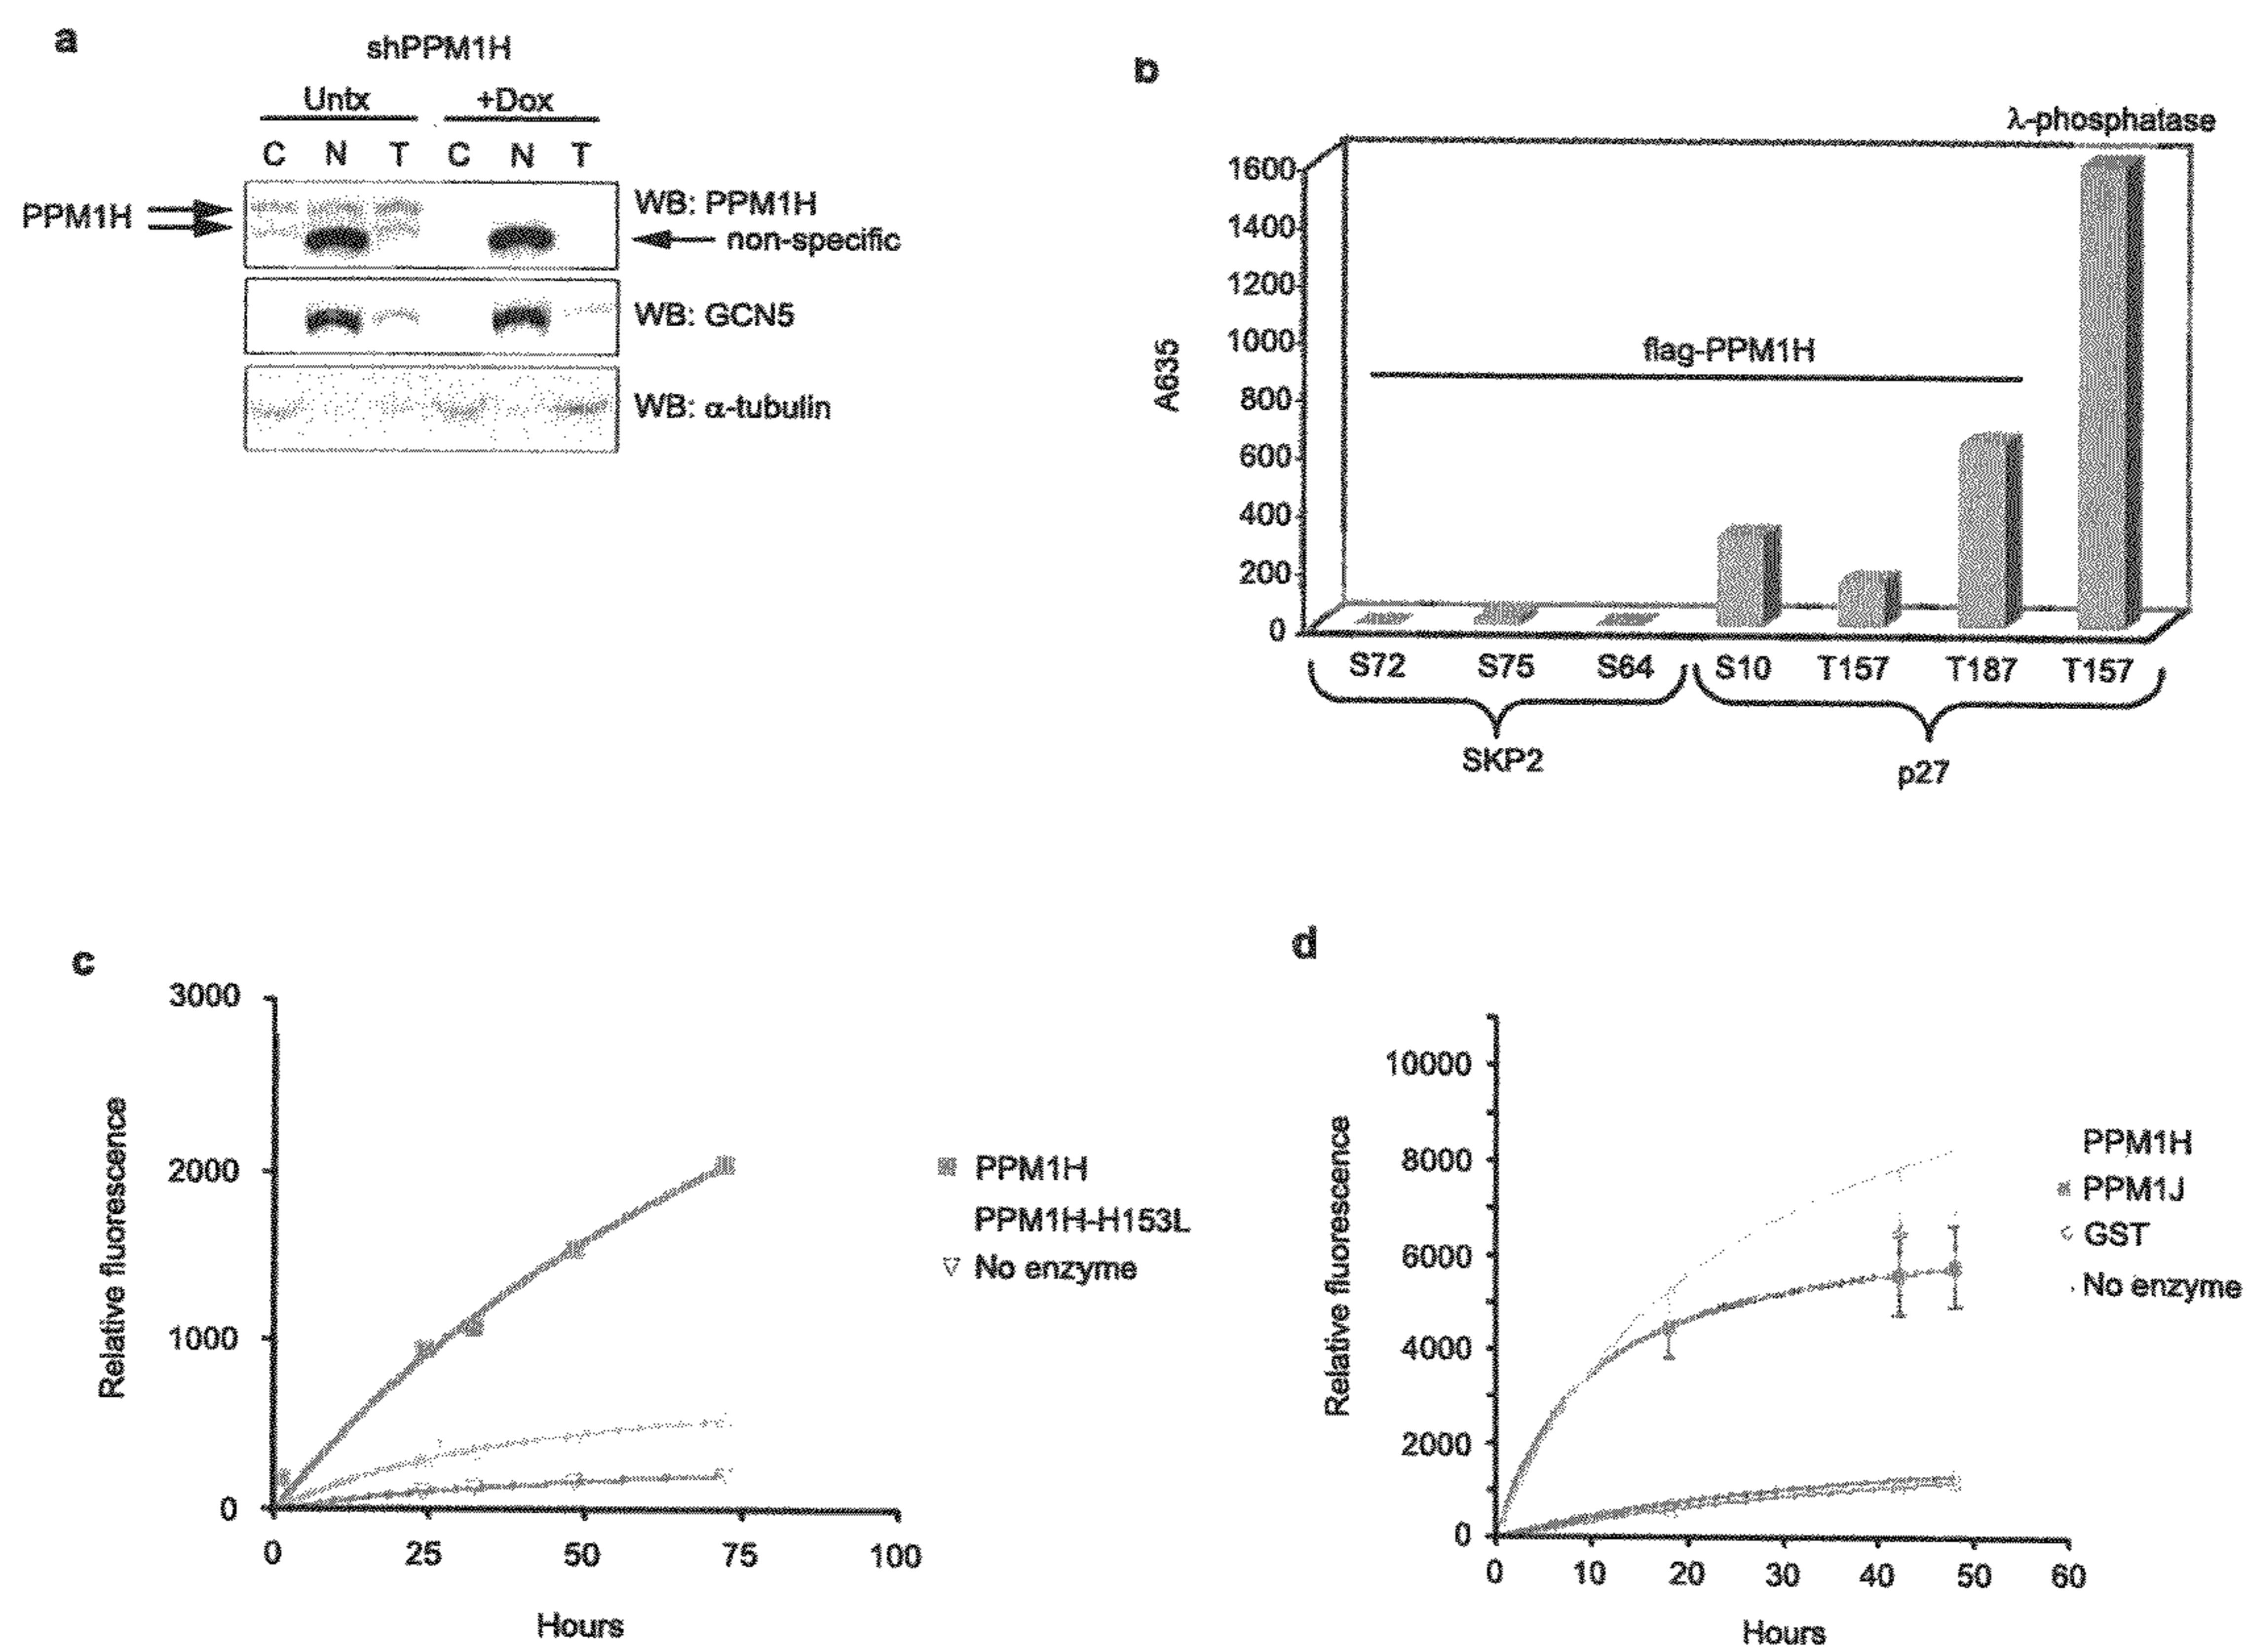 a
shPPM1H
Untx +Dox
C N T C N T
PPM1H
WB: PPM1H
non-specific
WB: GCN5
WB: α-tubulin
b
λ-phosphatase
flag-PPM1H
A635
1600
1400
1200
1000
800
600
400
200
0
S72 S75 S64 S10 T157 T187 T157
SKP2 p27
c
Relative fluorescence
3000
2000
1000
0
0 25 50 75 100
Hours
PPM1H
PPM1H-H153L
No enzyme
d
Relative fluorescence
10000
8000
6000
4000
2000
0
0 10 20 30 40 50 60
Hours
PPM1H
PPM1J
GST
No enzyme